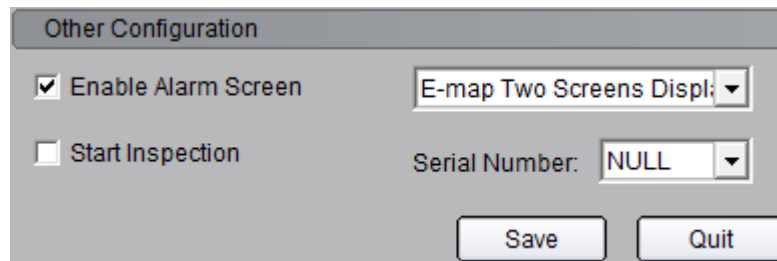 Other Configuration
Enable Alarm Screen
E-map Two Screens Displ
Start Inspection
Serial Number: NULL
Save
Quit